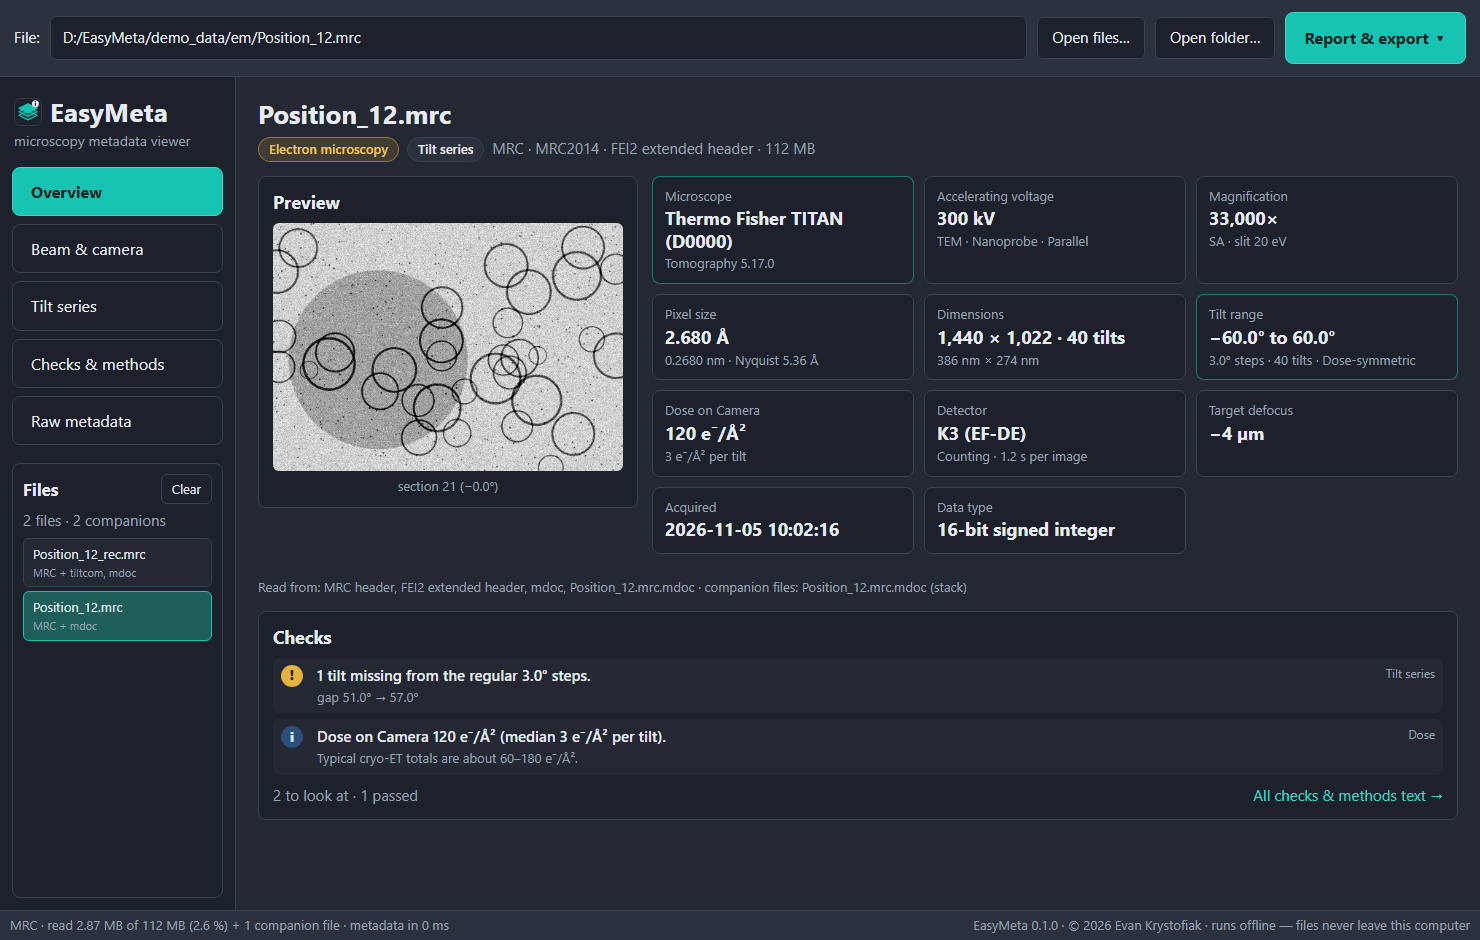 File:
D:/EasyMeta/demo_data/em/Position_12.mrc
Open files...
Open folder...
Report & export ▾
EasyMeta
microscopy metadata viewer
Overview
Beam & camera
Tilt series
Checks & methods
Raw metadata
Files
Clear
2 files · 2 companions
Position_12_rec.mrc
MRC + tiltcom, mdoc
Position_12.mrc
MRC + mdoc
Position_12.mrc
Electron microscopy
Tilt series
MRC · MRC2014 · FEI2 extended header · 112 MB
Preview
section 21 (−0.0°)
Microscope
Thermo Fisher TITAN
(D0000)
Tomography 5.17.0
Accelerating voltage
300 kV
TEM · Nanoprobe · Parallel
Magnification
33,000×
SA · slit 20 eV
Pixel size
2.680 Å
0.2680 nm · Nyquist 5.36 Å
Dimensions
1,440 × 1,022 · 40 tilts
386 nm × 274 nm
Tilt range
−60.0° to 60.0°
3.0° steps · 40 tilts · Dose-symmetric
Dose on Camera
120 e⁻/Å²
3 e⁻/Å² per tilt
Detector
K3 (EF-DE)
Counting · 1.2 s per image
Target defocus
−4 µm
Acquired
2026-11-05 10:02:16
Data type
16-bit signed integer
Read from: MRC header, FEI2 extended header, mdoc, Position_12.mrc.mdoc · companion files: Position_12.mrc.mdoc (stack)
Checks
! 1 tilt missing from the regular 3.0° steps.
Tilt series
gap 51.0° → 57.0°
i Dose on Camera 120 e⁻/Å² (median 3 e⁻/Å² per tilt).
Dose
Typical cryo-ET totals are about 60–180 e⁻/Å².
2 to look at · 1 passed
All checks & methods text →
MRC · read 2.87 MB of 112 MB (2.6 %) + 1 companion file · metadata in 0 ms
EasyMeta 0.1.0 · © 2026 Evan Krystofiak · runs offline — files never leave this computer